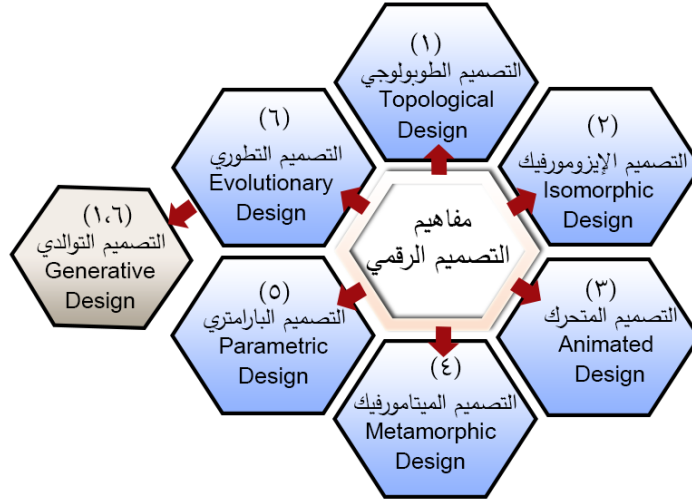 (١)
التصميم الطوبولوجي
Topological
Design
(٢)
التصميم الإيزومورفيك
Isomorphic
Design
(٣)
التصميم المتحرك
Animated
Design
(٤)
التصميم الميتامورفيك
Metamorphic
Design
(٥)
التصميم البارامتري
Parametric
Design
(٦)
التصميم التطوري
Evolutionary
Design
(١،٦)
التصميم التوالدي
Generative
Design
مفاهيم
التصميم الرقمي